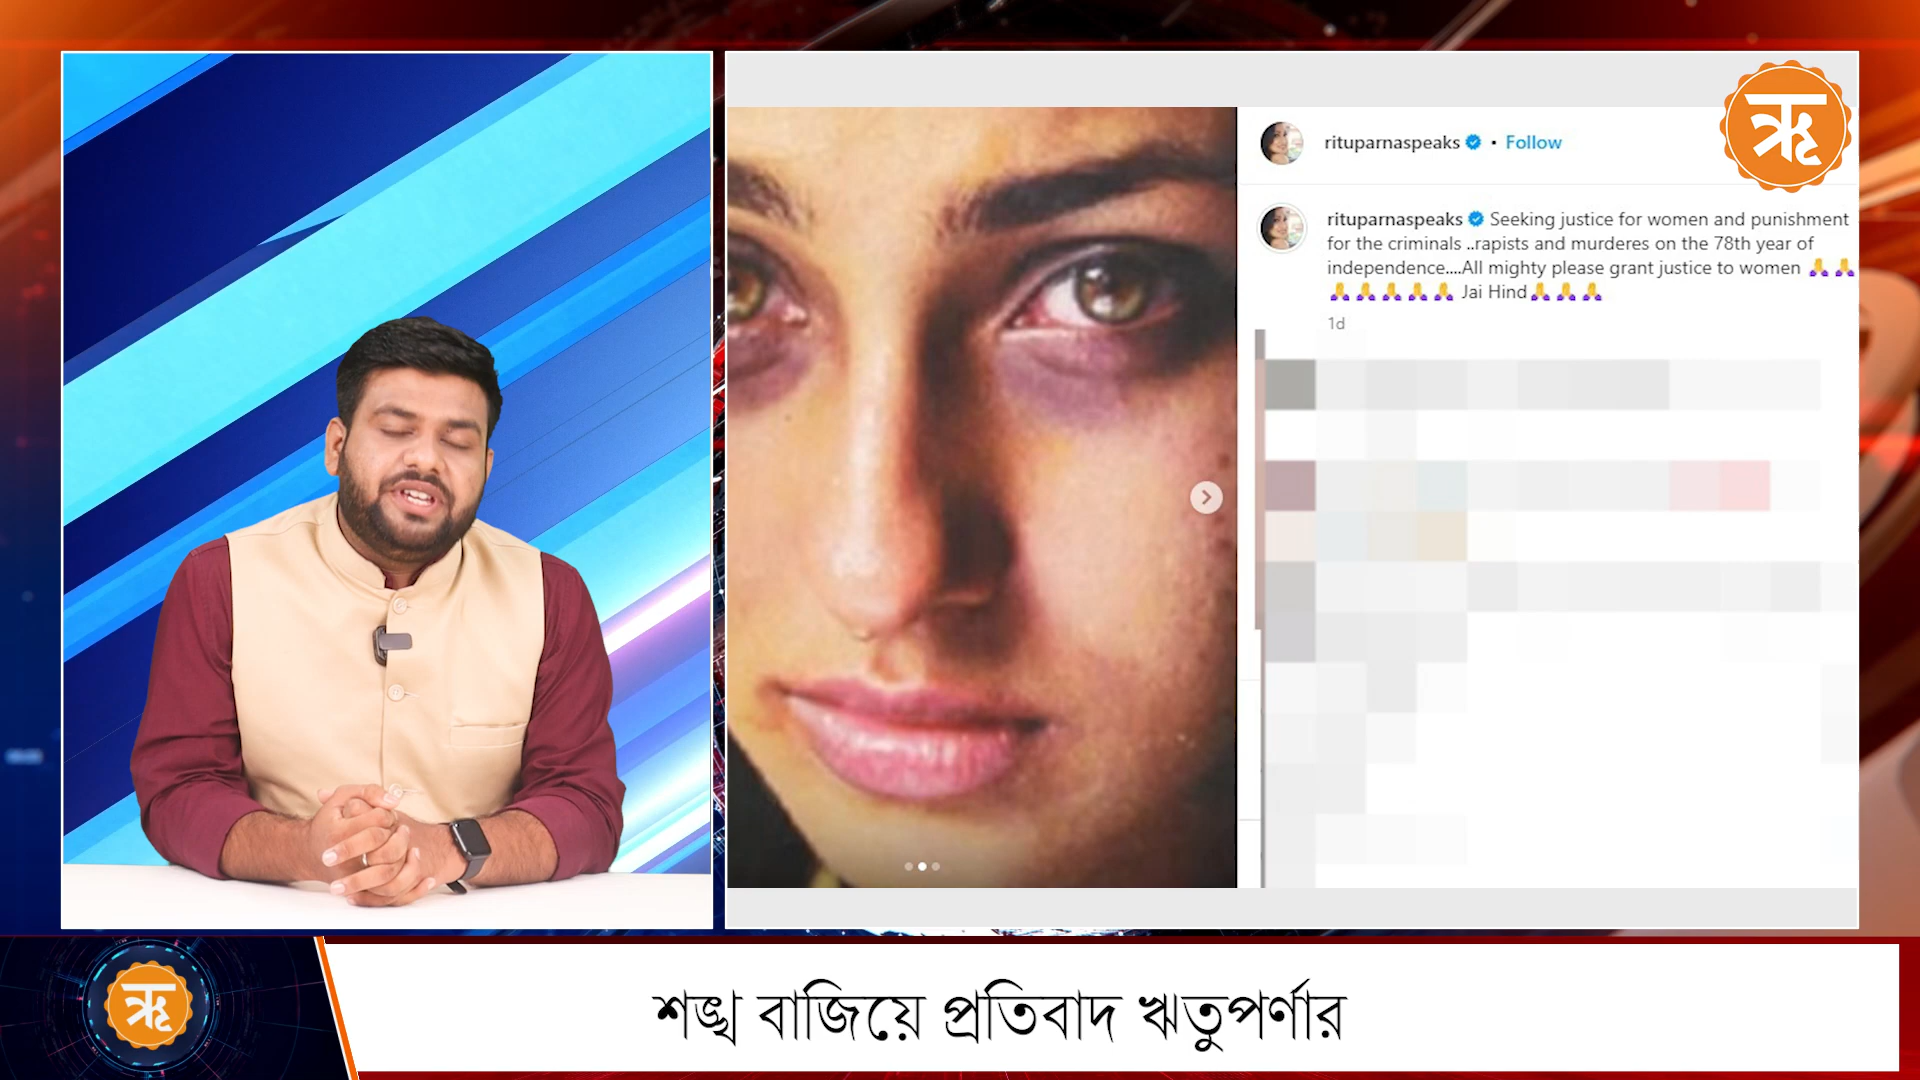 ঋ
rituparnaspeaks • Follow
rituparnaspeaks Seeking justice for women and punishment
for the criminals ..rapists and murderes on the 78th year of
independence....All mighty please grant justice to women 🙏🙏
🙏🙏🙏🙏🙏 Jai Hind🙏🙏🙏
1d
ঋ
শঙ্খ বাজিয়ে প্রতিবাদ ঋতুপর্ণার